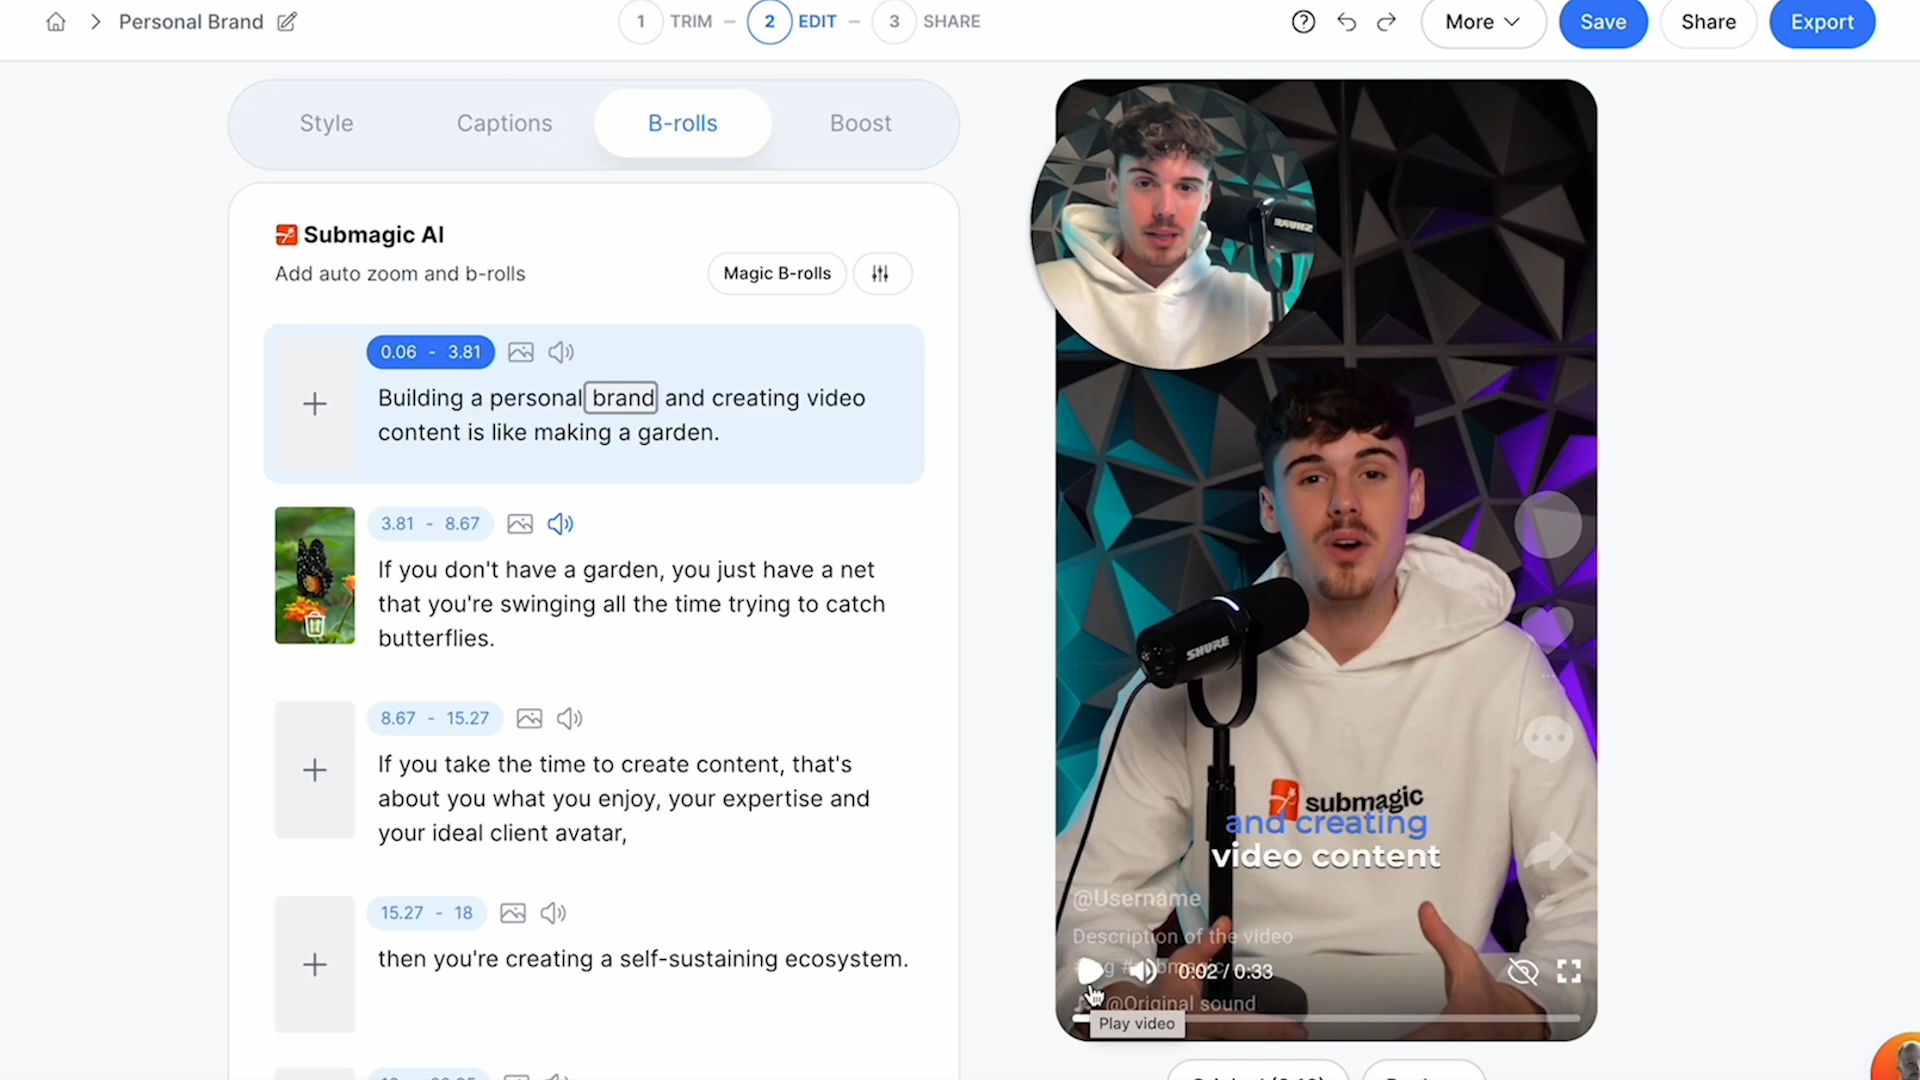 Personal Brand
1 TRIM
2 EDIT
3 SHARE
More
Save
Share
Export
Style
Captions
B-rolls
Boost
Submagic AI
Add auto zoom and b-rolls
Magic B-rolls
0.06 - 3.81
Building a personal brand and creating video
content is like making a garden.
3.81 - 8.67
If you don't have a garden, you just have a net
that you're swinging all the time trying to catch
butterflies.
8.67 - 15.27
If you take the time to create content, that's
about you what you enjoy, your expertise and
your ideal client avatar,
15.27 - 18
then you're creating a self-sustaining ecosystem.
SHURE
SHURE
submagic
and creating
video content
@Username
Description of the video
0:02 / 0:33
@Original sound
Play video